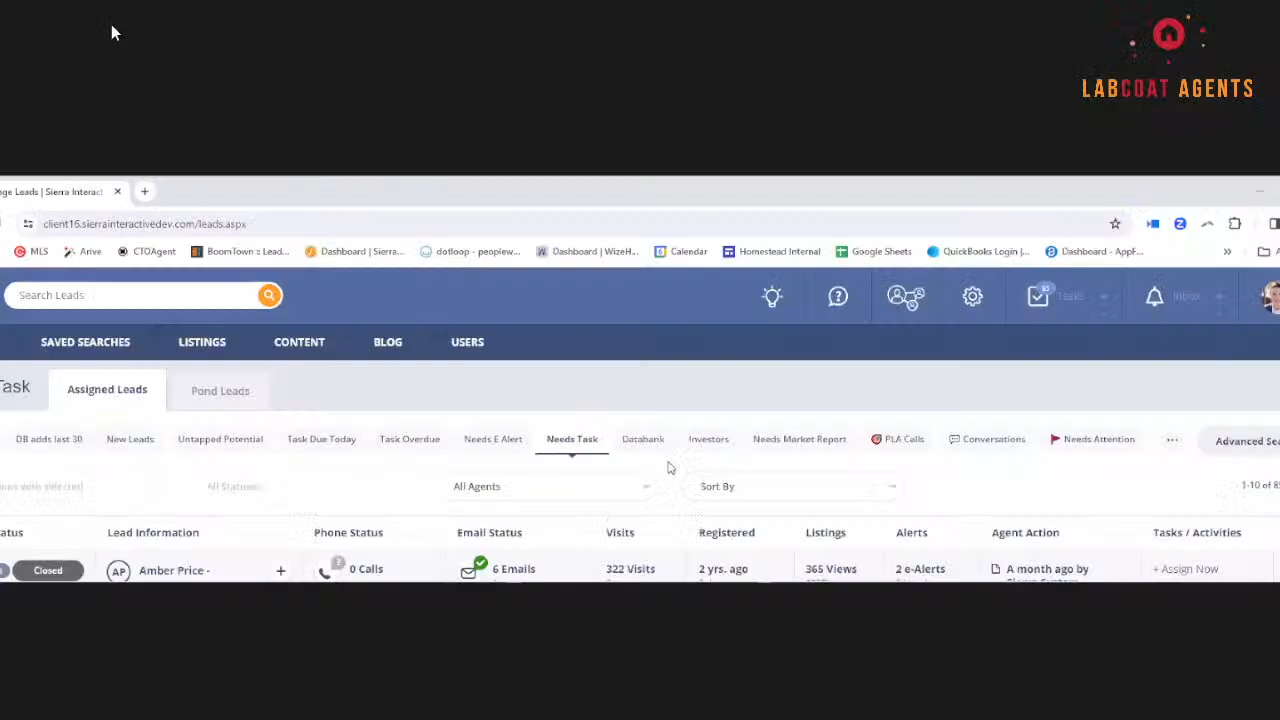 LABCOAT AGENTS
ge Leads | Sierra Interact
client16.sierrainteractivedev.com/leads.aspx
MLS Arive CTOAgent BoomTown :: Lead... Dashboard | Sierra... dotloop - peoplew... Dashboard | WizeH... Calendar Homestead Internal Google Sheets QuickBooks Login |... Dashboard - AppF... »
Search Leads 85 Tasks Inbox
SAVED SEARCHES LISTINGS CONTENT BLOG USERS
Task Assigned Leads Pond Leads
DB adds last 30 New Leads Untapped Potential Task Due Today Task Overdue Needs E Alert Needs Task Databank Investors Needs Market Report PLA Calls Conversations Needs Attention ... Advanced Sea
All Statuses All Agents Sort By 1-10 of 8
atus Lead Information Phone Status Email Status Visits Registered Listings Alerts Agent Action Tasks / Activities
Closed AP Amber Price - + ? 0 Calls 6 Emails 322 Visits 2 yrs. ago 365 Views 2 e-Alerts A month ago by + Assign Now